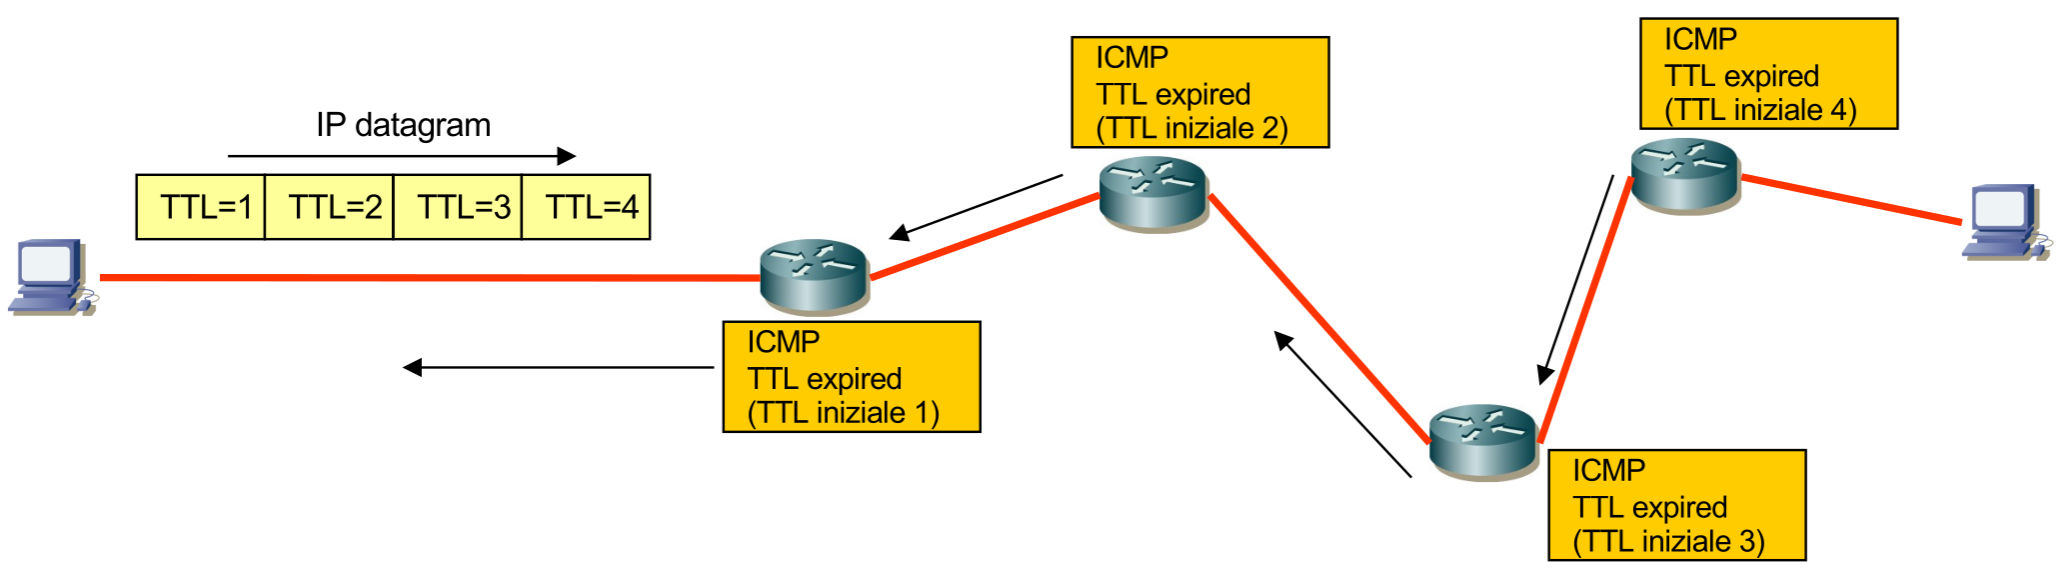 IP datagram
TTL=1 TTL=2 TTL=3 TTL=4
ICMP
TTL expired
(TTL iniziale 1)
ICMP
TTL expired
(TTL iniziale 2)
ICMP
TTL expired
(TTL iniziale 3)
ICMP
TTL expired
(TTL iniziale 4)